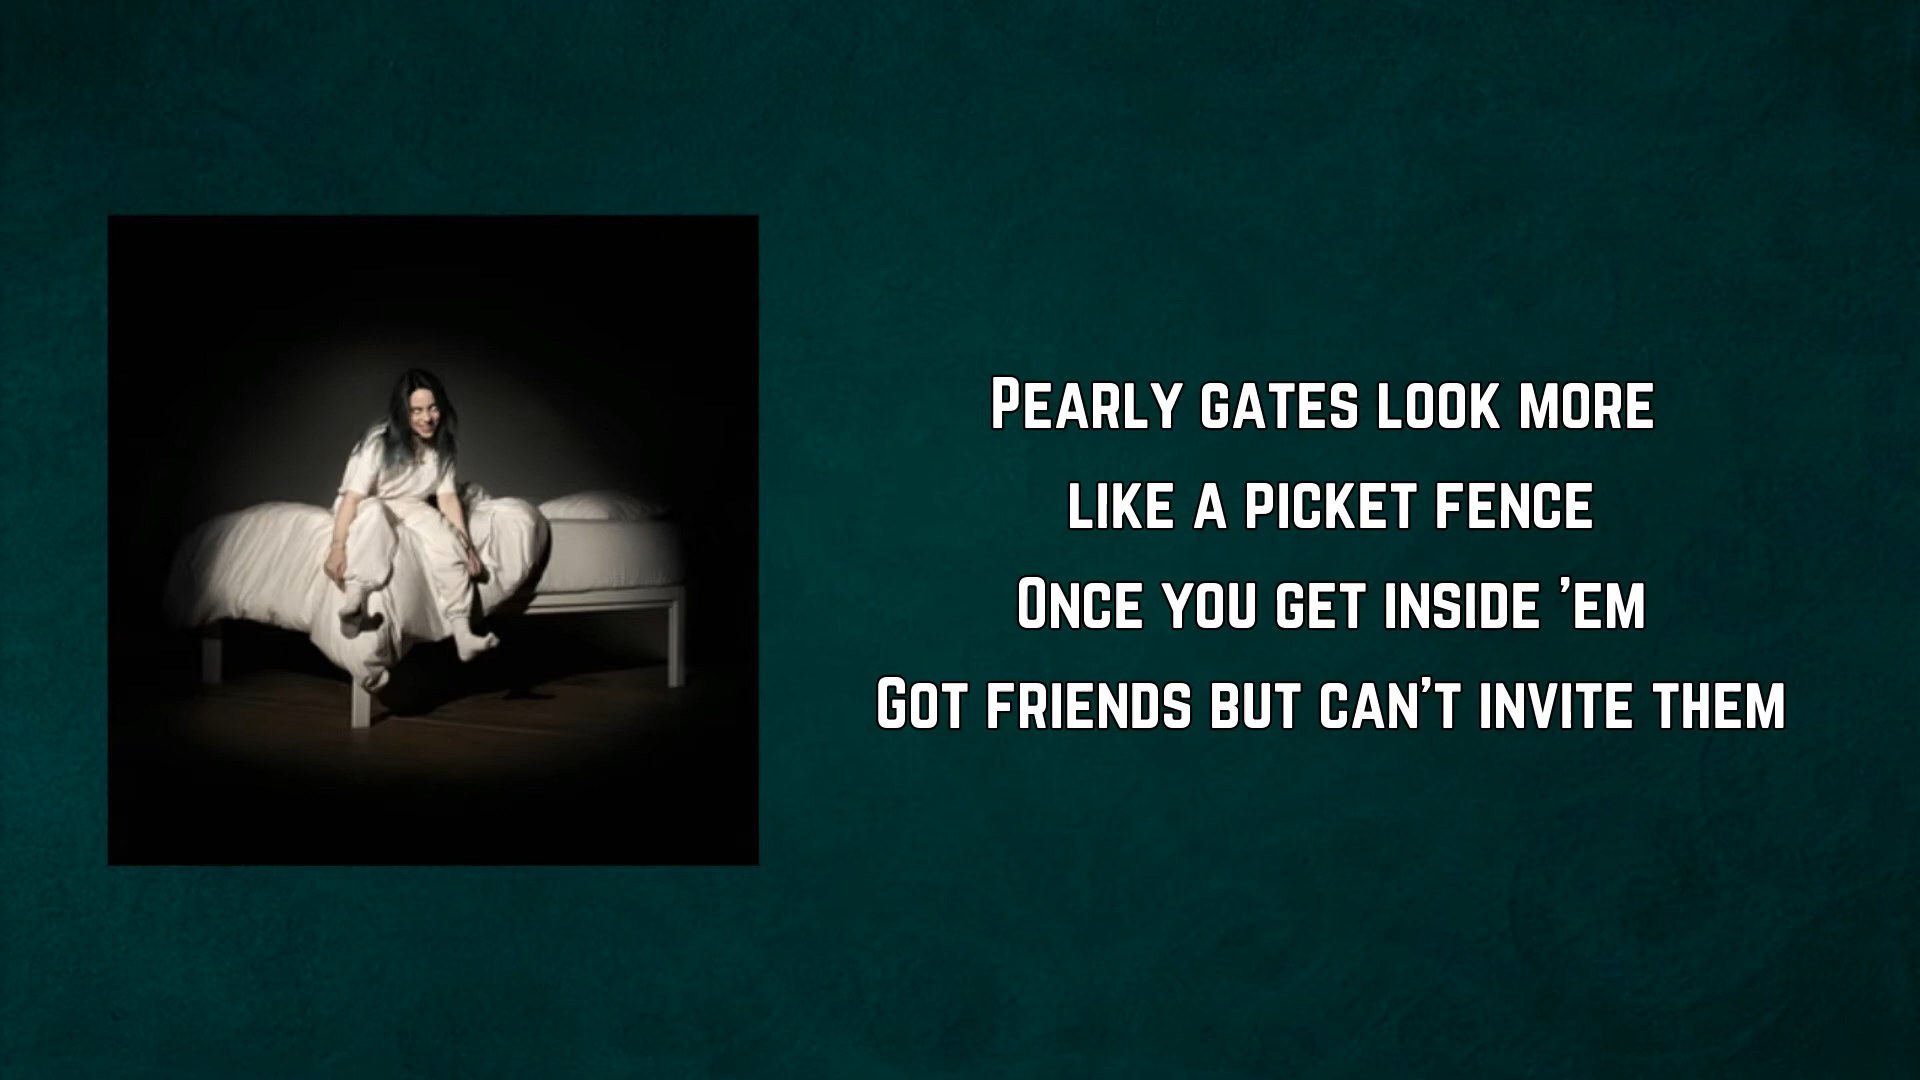 Pearly gates look more
like a picket fence
Once you get inside 'em
Got friends but can't invite them